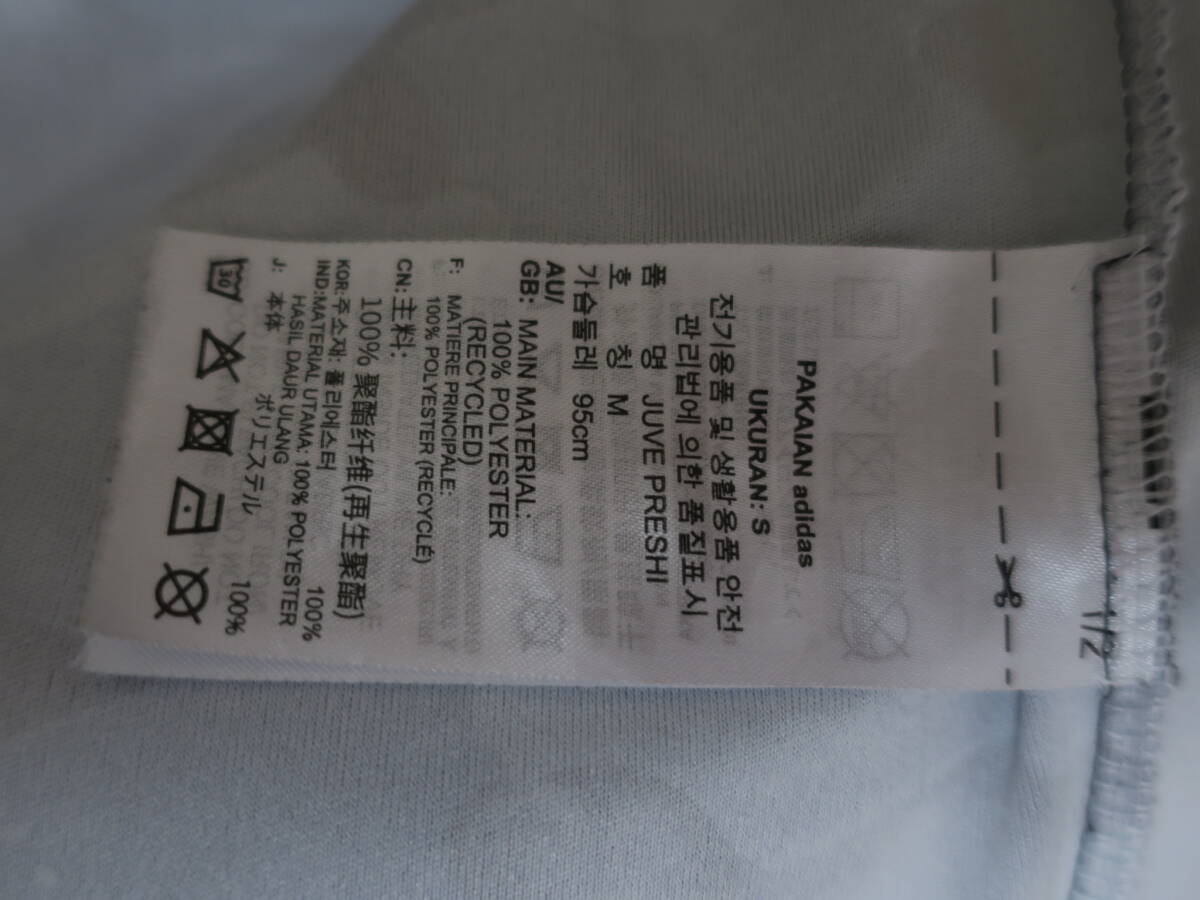 1/2
PAKAIAN adidas
UKURAN: S
전기용품 및 생활용품 안전
관리법에 의한 품질표시
품 명 JUVE PRESHI
호 칭 M
가슴둘레 95cm
AU/
GB: MAIN MATERIAL:
100% POLYESTER
(RECYCLED)
F: MATIERE PRINCIPALE:
100% POLYESTER (RECYCLÉ)
CN: 主料:
100% 聚酯纤维(再生聚酯)
KOR: 주소재: 폴리에스터 100%
IND:MATERIAL UTAMA: 100% POLYESTER
HASIL DAUR ULANG
J: 本体 ポリエステル 100%
30